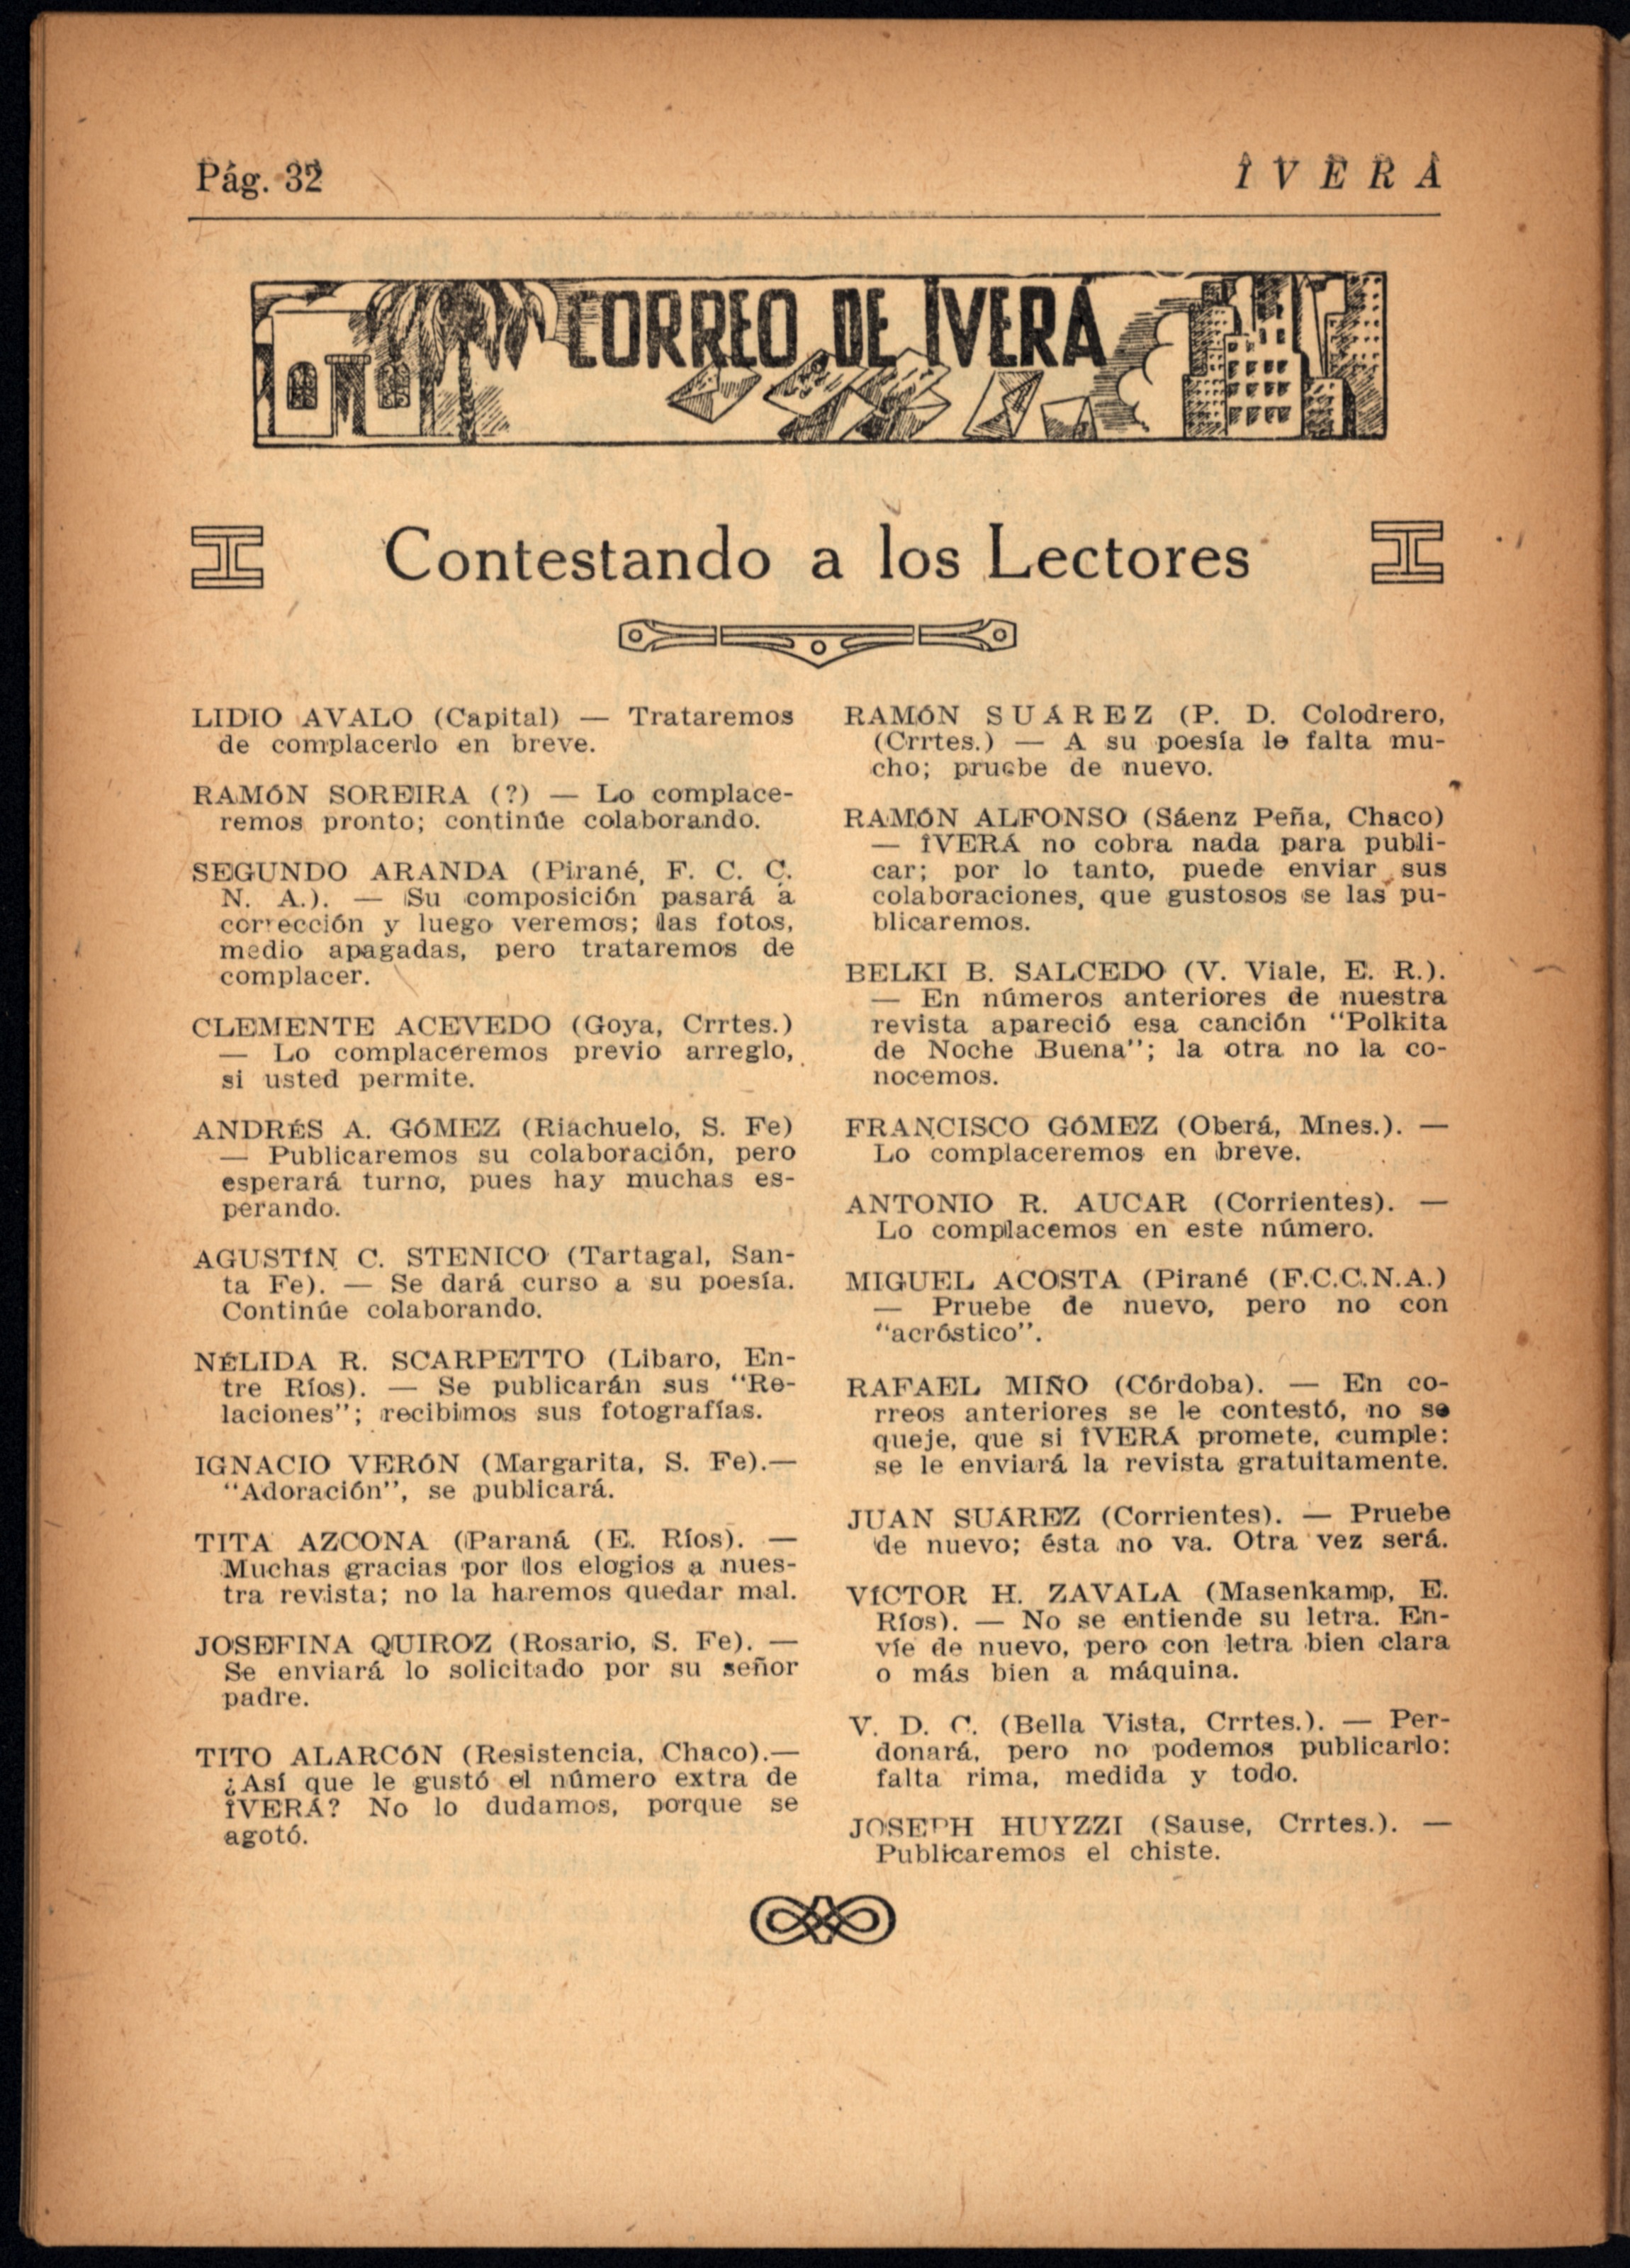 Pág. 32
ÎVERÁ
CORREO DE ÎVERÁ
Contestando a los Lectores
LIDIO AVALO (Capital) — Trataremos
de complacerlo en breve.
RAMÓN SOREIRA (?) — Lo complace-
remos pronto; continúe colaborando.
SEGUNDO ARANDA (Pirané, F. C. C.
N. A.). — Su composición pasará a
corrección y luego veremos; las fotos,
medio apagadas, pero trataremos de
complacer.
CLEMENTE ACEVEDO (Goya, Crrtes.)
— Lo complaceremos previo arreglo,
si usted permite.
ANDRÉS A. GÓMEZ (Riachuelo, S. Fe)
— Publicaremos su colaboración, pero
esperará turno, pues hay muchas es-
perando.
AGUSTÍN C. STENICO (Tartagal, San-
ta Fe). — Se dará curso a su poesía.
Continúe colaborando.
NÉLIDA R. SCARPETTO (Libaro, En-
tre Ríos). — Se publicarán sus "Re-
laciones"; recibimos sus fotografías.
IGNACIO VERÓN (Margarita, S. Fe).—
"Adoración", se publicará.
TITA AZCONA (Paraná (E. Ríos). —
Muchas gracias por los elogios a nues-
tra revista; no la haremos quedar mal.
JOSEFINA QUIROZ (Rosario, S. Fe). —
Se enviará lo solicitado por su señor
padre.
TITO ALARCÓN (Resistencia, Chaco).—
¿Así que le gustó el número extra de
ÎVERÁ? No lo dudamos, porque se
agotó.
RAMÓN SUÁREZ (P. D. Colodrero,
(Crrtes.) — A su poesía le falta mu-
cho; pruebe de nuevo.
RAMÓN ALFONSO (Sáenz Peña, Chaco)
— ÎVERÁ no cobra nada para publi-
car; por lo tanto, puede enviar sus
colaboraciones, que gustosos se las pu-
blicaremos.
BELKI B. SALCEDO (V. Viale, E. R.).
— En números anteriores de nuestra
revista apareció esa canción "Polkita
de Noche Buena"; la otra no la co-
nocemos.
FRANCISCO GÓMEZ (Oberá, Mnes.). —
Lo complaceremos en breve.
ANTONIO R. AUCAR (Corrientes). —
Lo complacemos en este número.
MIGUEL ACOSTA (Pirané (F.C.C.N.A.)
— Pruebe de nuevo, pero no con
"acróstico".
RAFAEL MIÑO (Córdoba). — En co-
rreos anteriores se le contestó, no se
queje, que si ÎVERÁ promete, cumple:
se le enviará la revista gratuitamente.
JUAN SUÁREZ (Corrientes). — Pruebe
de nuevo; ésta no va. Otra vez será.
VÍCTOR H. ZAVALA (Masenkamp, E.
Ríos). — No se entiende su letra. En-
víe de nuevo, pero con letra bien clara
o más bien a máquina.
V. D. C. (Bella Vista, Crrtes.). — Per-
donará, pero no podemos publicarlo:
falta rima, medida y todo.
JOSEPH HUYZZI (Sause, Crrtes.). —
Publicaremos el chiste.